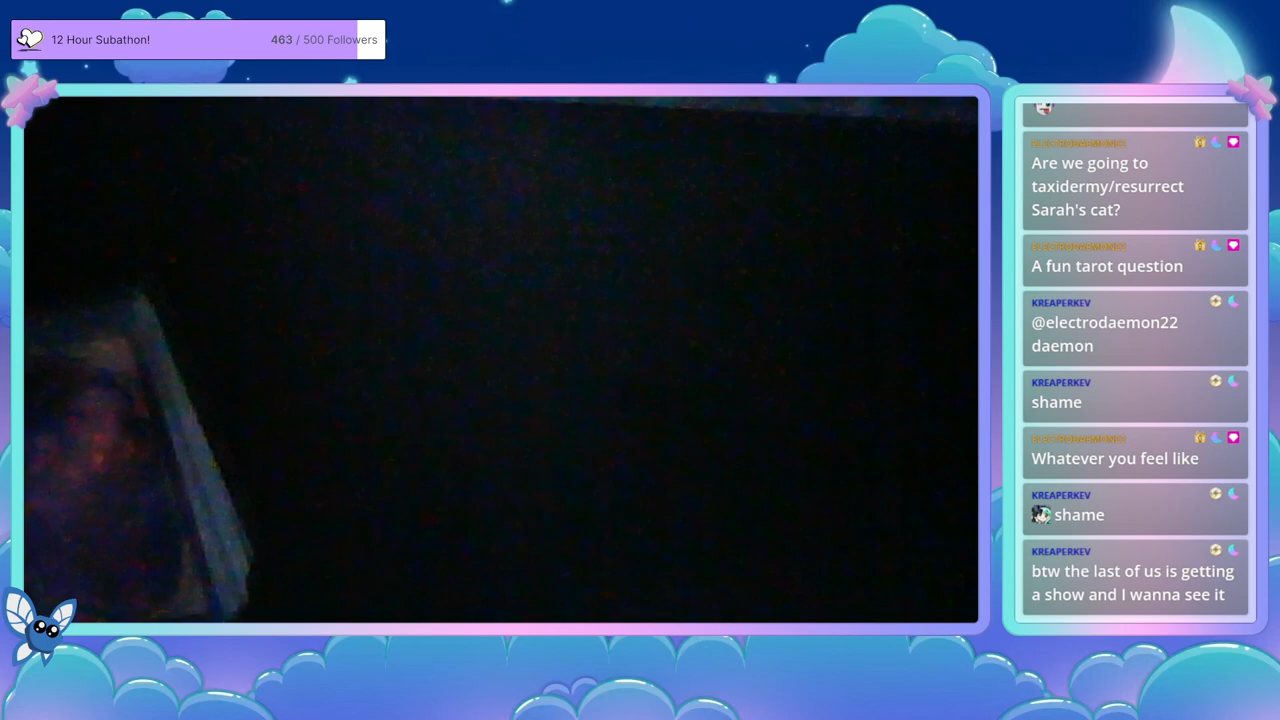 12 Hour Subathon!
463 / 500 Followers
Are we going to
taxidermy/resurrect
Sarah's cat?
A fun tarot question
KREAPERKEV
@electrodaemon22
daemon
KREAPERKEV
shame
Whatever you feel like
KREAPERKEV
shame
KREAPERKEV
btw the last of us is getting
a show and I wanna see it